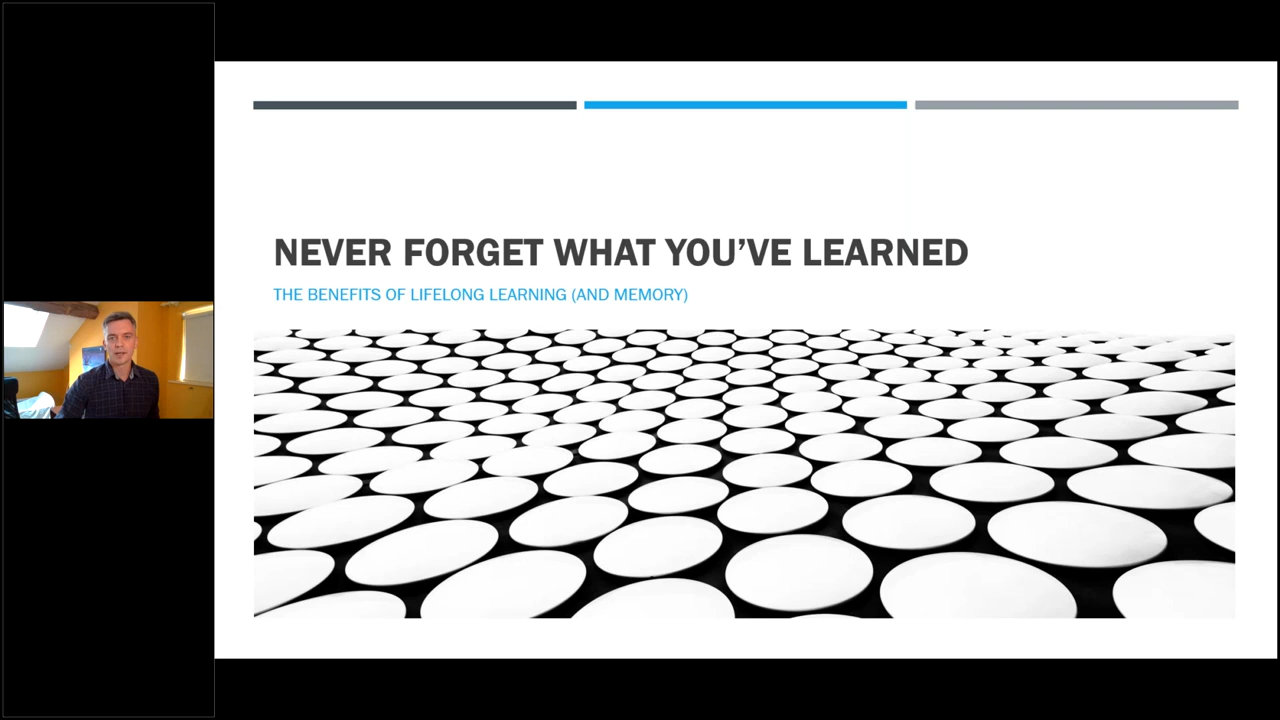 NEVER FORGET WHAT YOU’VE LEARNED
THE BENEFITS OF LIFELONG LEARNING (AND MEMORY)